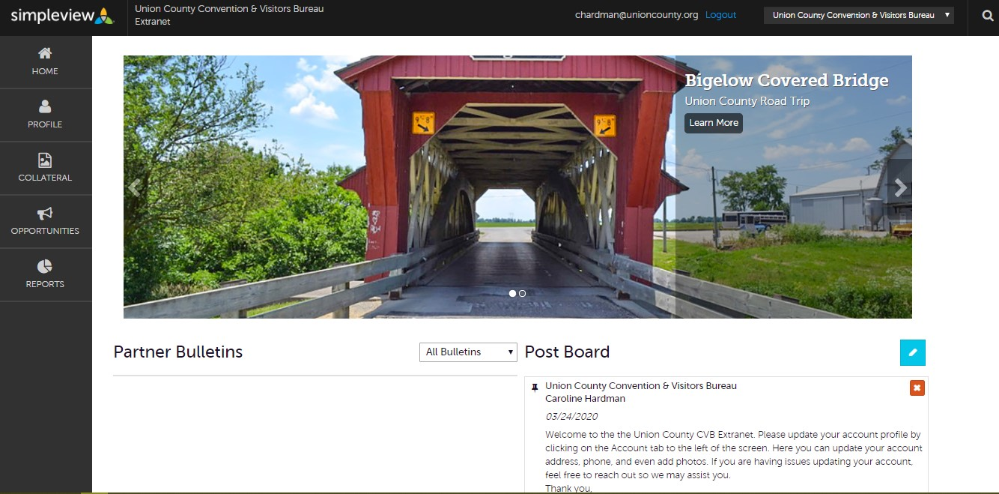 simpleview
Union County Convention & Visitors Bureau
Extranet
chardman@unioncounty.org Logout
Union County Convention & Visitors Bureau
HOME
PROFILE
COLLATERAL
OPPORTUNITIES
REPORTS
9'8"
9'8"
Bigelow Covered Bridge
Union County Road Trip
Learn More
Partner Bulletins
All Bulletins
Post Board
Union County Convention & Visitors Bureau
Caroline Hardman
03/24/2020
Welcome to the the Union County CVB Extranet. Please update your account profile by
clicking on the Account tab to the left of the screen. Here you can update your account
address, phone, and even add photos. If you are having issues updating your account,
feel free to reach out so we may assist you.
Thank you,